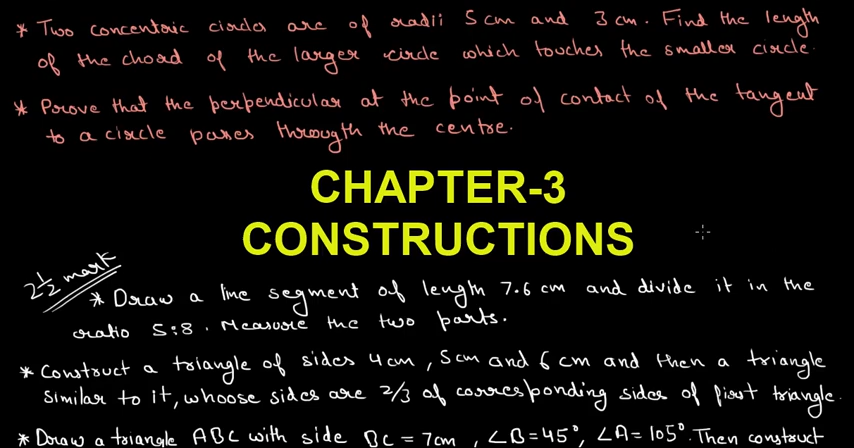 * Two concentric circles are of radii 5 cm and 3 cm. Find the length
of the chord of the larger circle which touches the smaller circle.
* Prove that the perpendicular at the point of contact of the tangent
to a circle passes through the centre.
CHAPTER-3
CONSTRUCTIONS
2 1/2 mark
* Draw a line segment of length 7.6 cm and divide it in the
ratio 5:8. Measure the two parts.
* Construct a triangle of sides 4 cm, 5 cm and 6 cm and then a triangle
similar to it, whoose sides are 2/3 of corresponding sides of first triangle.
* Draw a triangle ABC with side BC = 7cm, ∠B = 45°, ∠A = 105°. Then construct